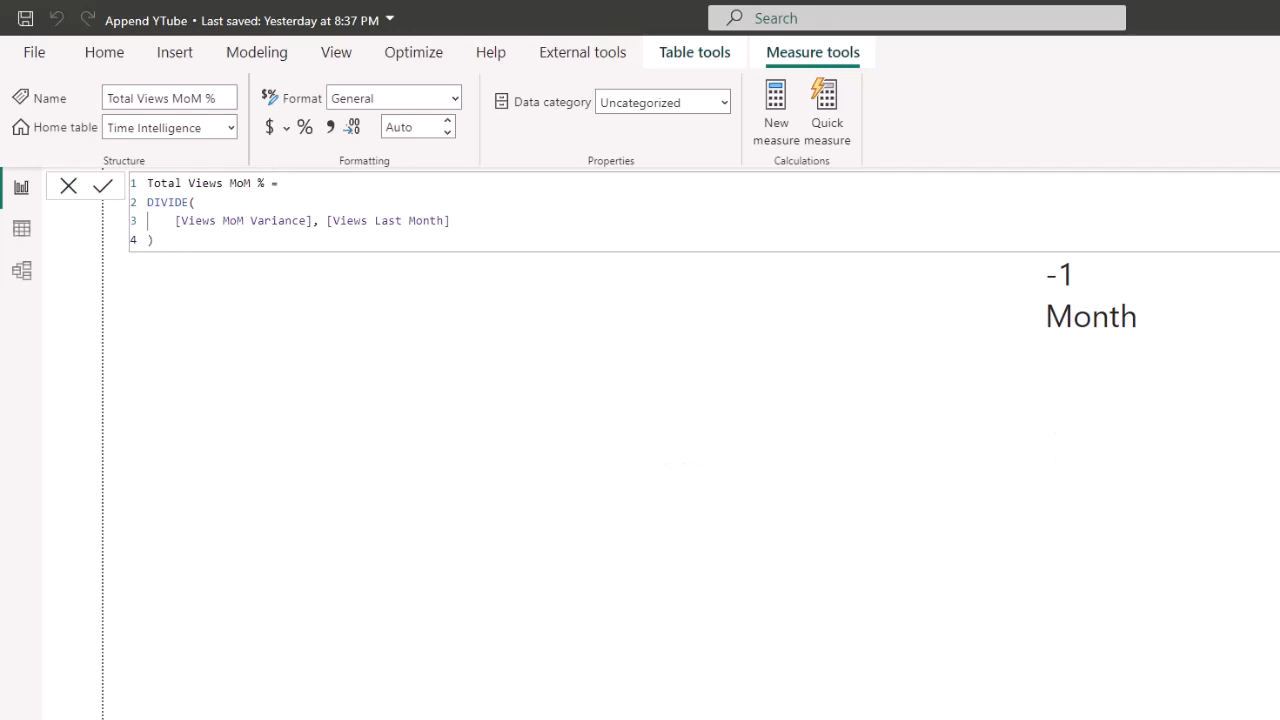 Append YTube • Last saved: Yesterday at 8:37 PM
Search
File Home Insert Modeling View Optimize Help External tools Table tools Measure tools
Name Total Views MoM %
Home table Time Intelligence
Structure
$% Format General
$ % , .00 Auto
Formatting
Data category Uncategorized
Properties
New measure
Quick measure
Calculations
1 Total Views MoM % =
2 DIVIDE(
3 [Views MoM Variance], [Views Last Month]
4 )
-1
Month